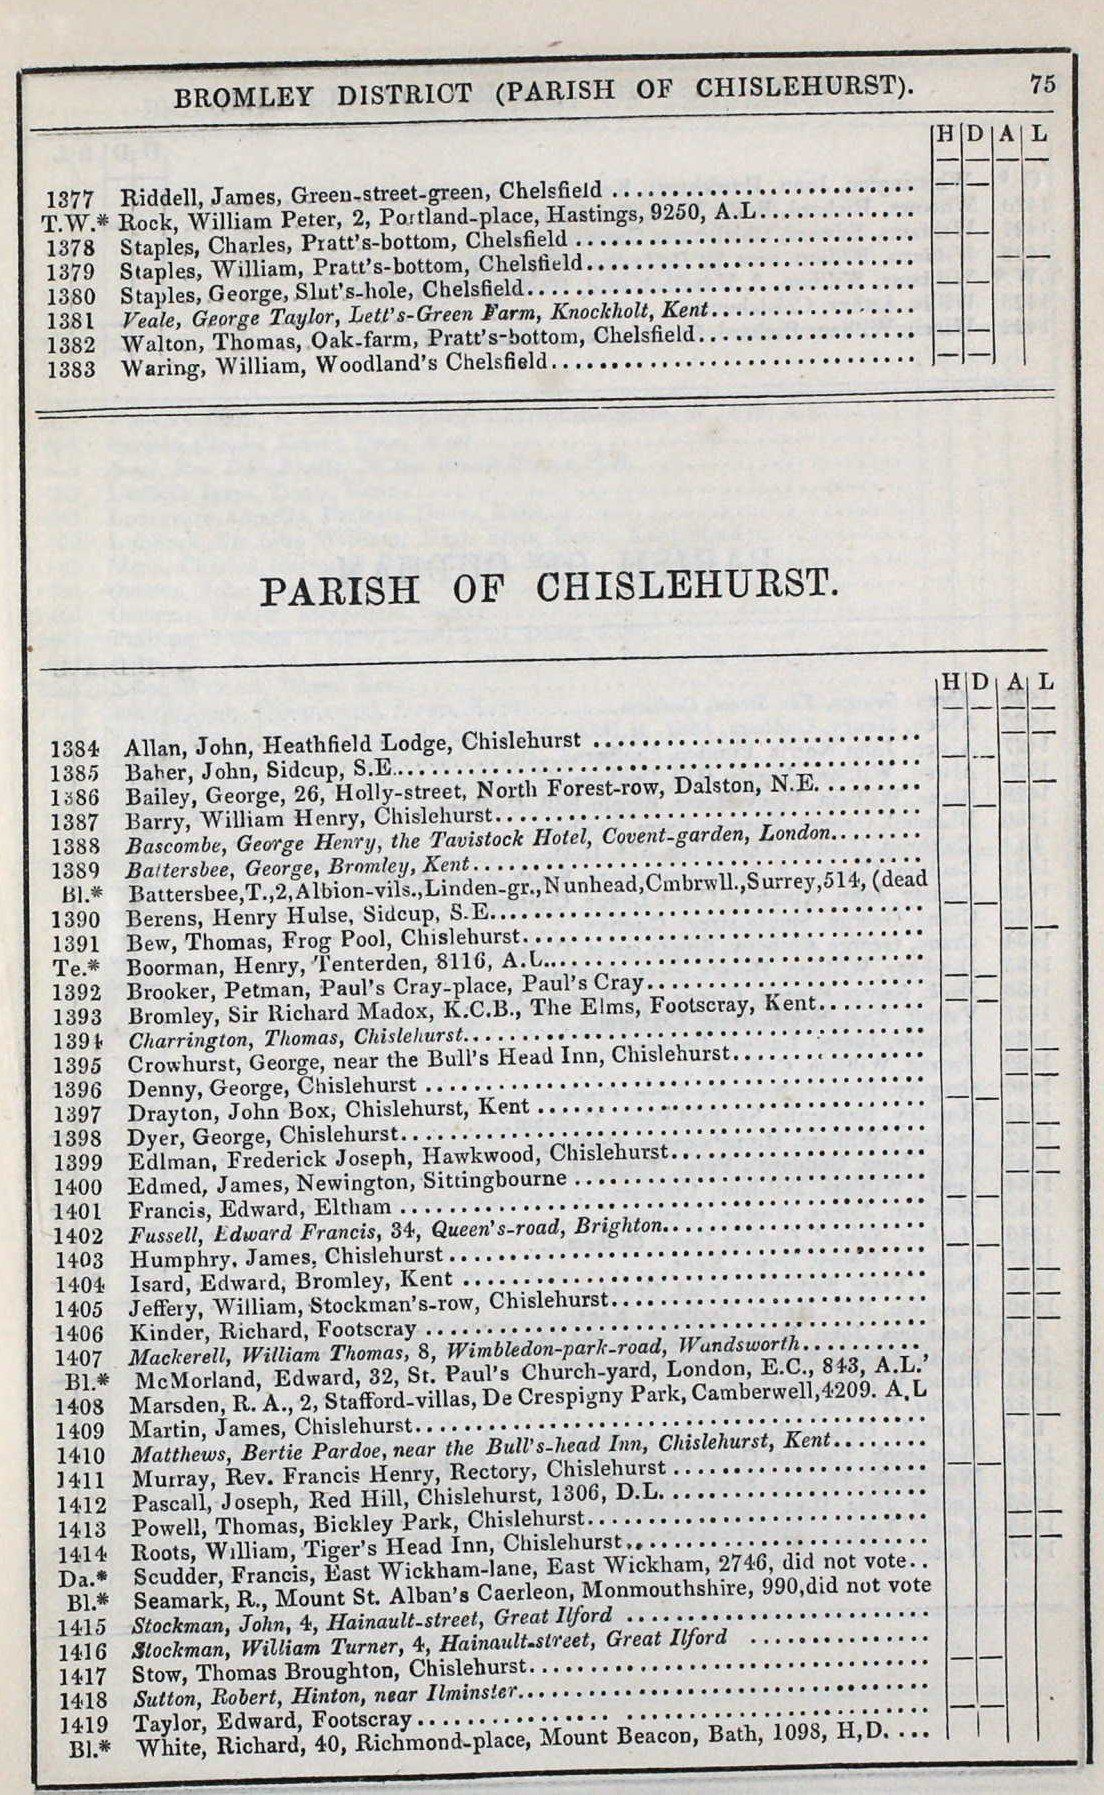 BROMLEY DISTRICT (PARISH OF CHISLEHURST). 75
H D A L
1377 Riddell, James, Green-street-green, Chelsfield — —
T.W.* Rock, William Peter, 2, Portland-place, Hastings, 9250, A.L
1378 Staples, Charles, Pratt's-bottom, Chelsfield — —
1379 Staples, William, Pratt's-bottom, Chelsfield — —
1380 Staples, George, Slut's-hole, Chelsfield — —
1381 Veale, George Taylor, Lett's-Green Farm, Knockholt, Kent
1382 Walton, Thomas, Oak-farm, Pratt's-bottom, Chelsfield — —
1383 Waring, William, Woodland's Chelsfield — —
PARISH OF CHISLEHURST.
H D A L
1384 Allan, John, Heathfield Lodge, Chislehurst — —
1385 Baber, John, Sidcup, S.E. — —
1386 Bailey, George, 26, Holly-street, North Forest-row, Dalston, N.E. — —
1387 Barry, William Henry, Chislehurst — —
1388 Bascombe, George Henry, the Tavistock Hotel, Covent-garden, London
1389 Battersbee, George, Bromley, Kent
Bl.* Battersbee,T.,2,Albion-vils.,Linden-gr.,Nunhead,Cmbrwll.,Surrey,514, (dead
1390 Berens, Henry Hulse, Sidcup, S.E. — —
1391 Bew, Thomas, Frog Pool, Chislehurst — —
Te.* Boorman, Henry, Tenterden, 8116, A.L.
1392 Brooker, Petman, Paul's Cray-place, Paul's Cray — —
1393 Bromley, Sir Richard Madox, K.C.B., The Elms, Footscray, Kent — —
1394 Charrington, Thomas, Chislehurst
1395 Crowhurst, George, near the Bull's Head Inn, Chislehurst — —
1396 Denny, George, Chislehurst — —
1397 Drayton, John Box, Chislehurst, Kent — —
1398 Dyer, George, Chislehurst — —
1399 Edlman, Frederick Joseph, Hawkwood, Chislehurst —
1400 Edmed, James, Newington, Sittingbourne — —
1401 Francis, Edward, Eltham — —
1402 Fussell, Edward Francis, 34, Queen's-road, Brighton
1403 Humphry, James, Chislehurst — —
1404 Isard, Edward, Bromley, Kent — —
1405 Jeffery, William, Stockman's-row, Chislehurst — —
1406 Kinder, Richard, Footscray — —
1407 Mackerell, William Thomas, 8, Wimbledon-park-road, Wandsworth
Bl.* McMorland, Edward, 32, St. Paul's Church-yard, London, E.C., 843, A.L.
1408 Marsden, R. A., 2, Stafford-villas, De Crespigny Park, Camberwell,4209. A.L
1409 Martin, James, Chislehurst — —
1410 Matthews, Bertie Pardoe, near the Bull's-head Inn, Chislehurst, Kent
1411 Murray, Rev. Francis Henry, Rectory, Chislehurst — —
1412 Pascall, Joseph, Red Hill, Chislehurst, 1306, D.L.
1413 Powell, Thomas, Bickley Park, Chislehurst — —
1414 Roots, William, Tiger's Head Inn, Chislehurst — —
Da.* Scudder, Francis, East Wickham-lane, East Wickham, 2746, did not vote
Bl.* Seamark, R., Mount St. Alban's Caerleon, Monmouthshire, 990,did not vote
1415 Stockman, John, 4, Hainault-street, Great Ilford
1416 Stockman, William Turner, 4, Hainault-street, Great Ilford
1417 Stow, Thomas Broughton, Chislehurst — —
1418 Sutton, Robert, Hinton, near Ilminster
1419 Taylor, Edward, Footscray — —
Bl.* White, Richard, 40, Richmond-place, Mount Beacon, Bath, 1098, H,D.